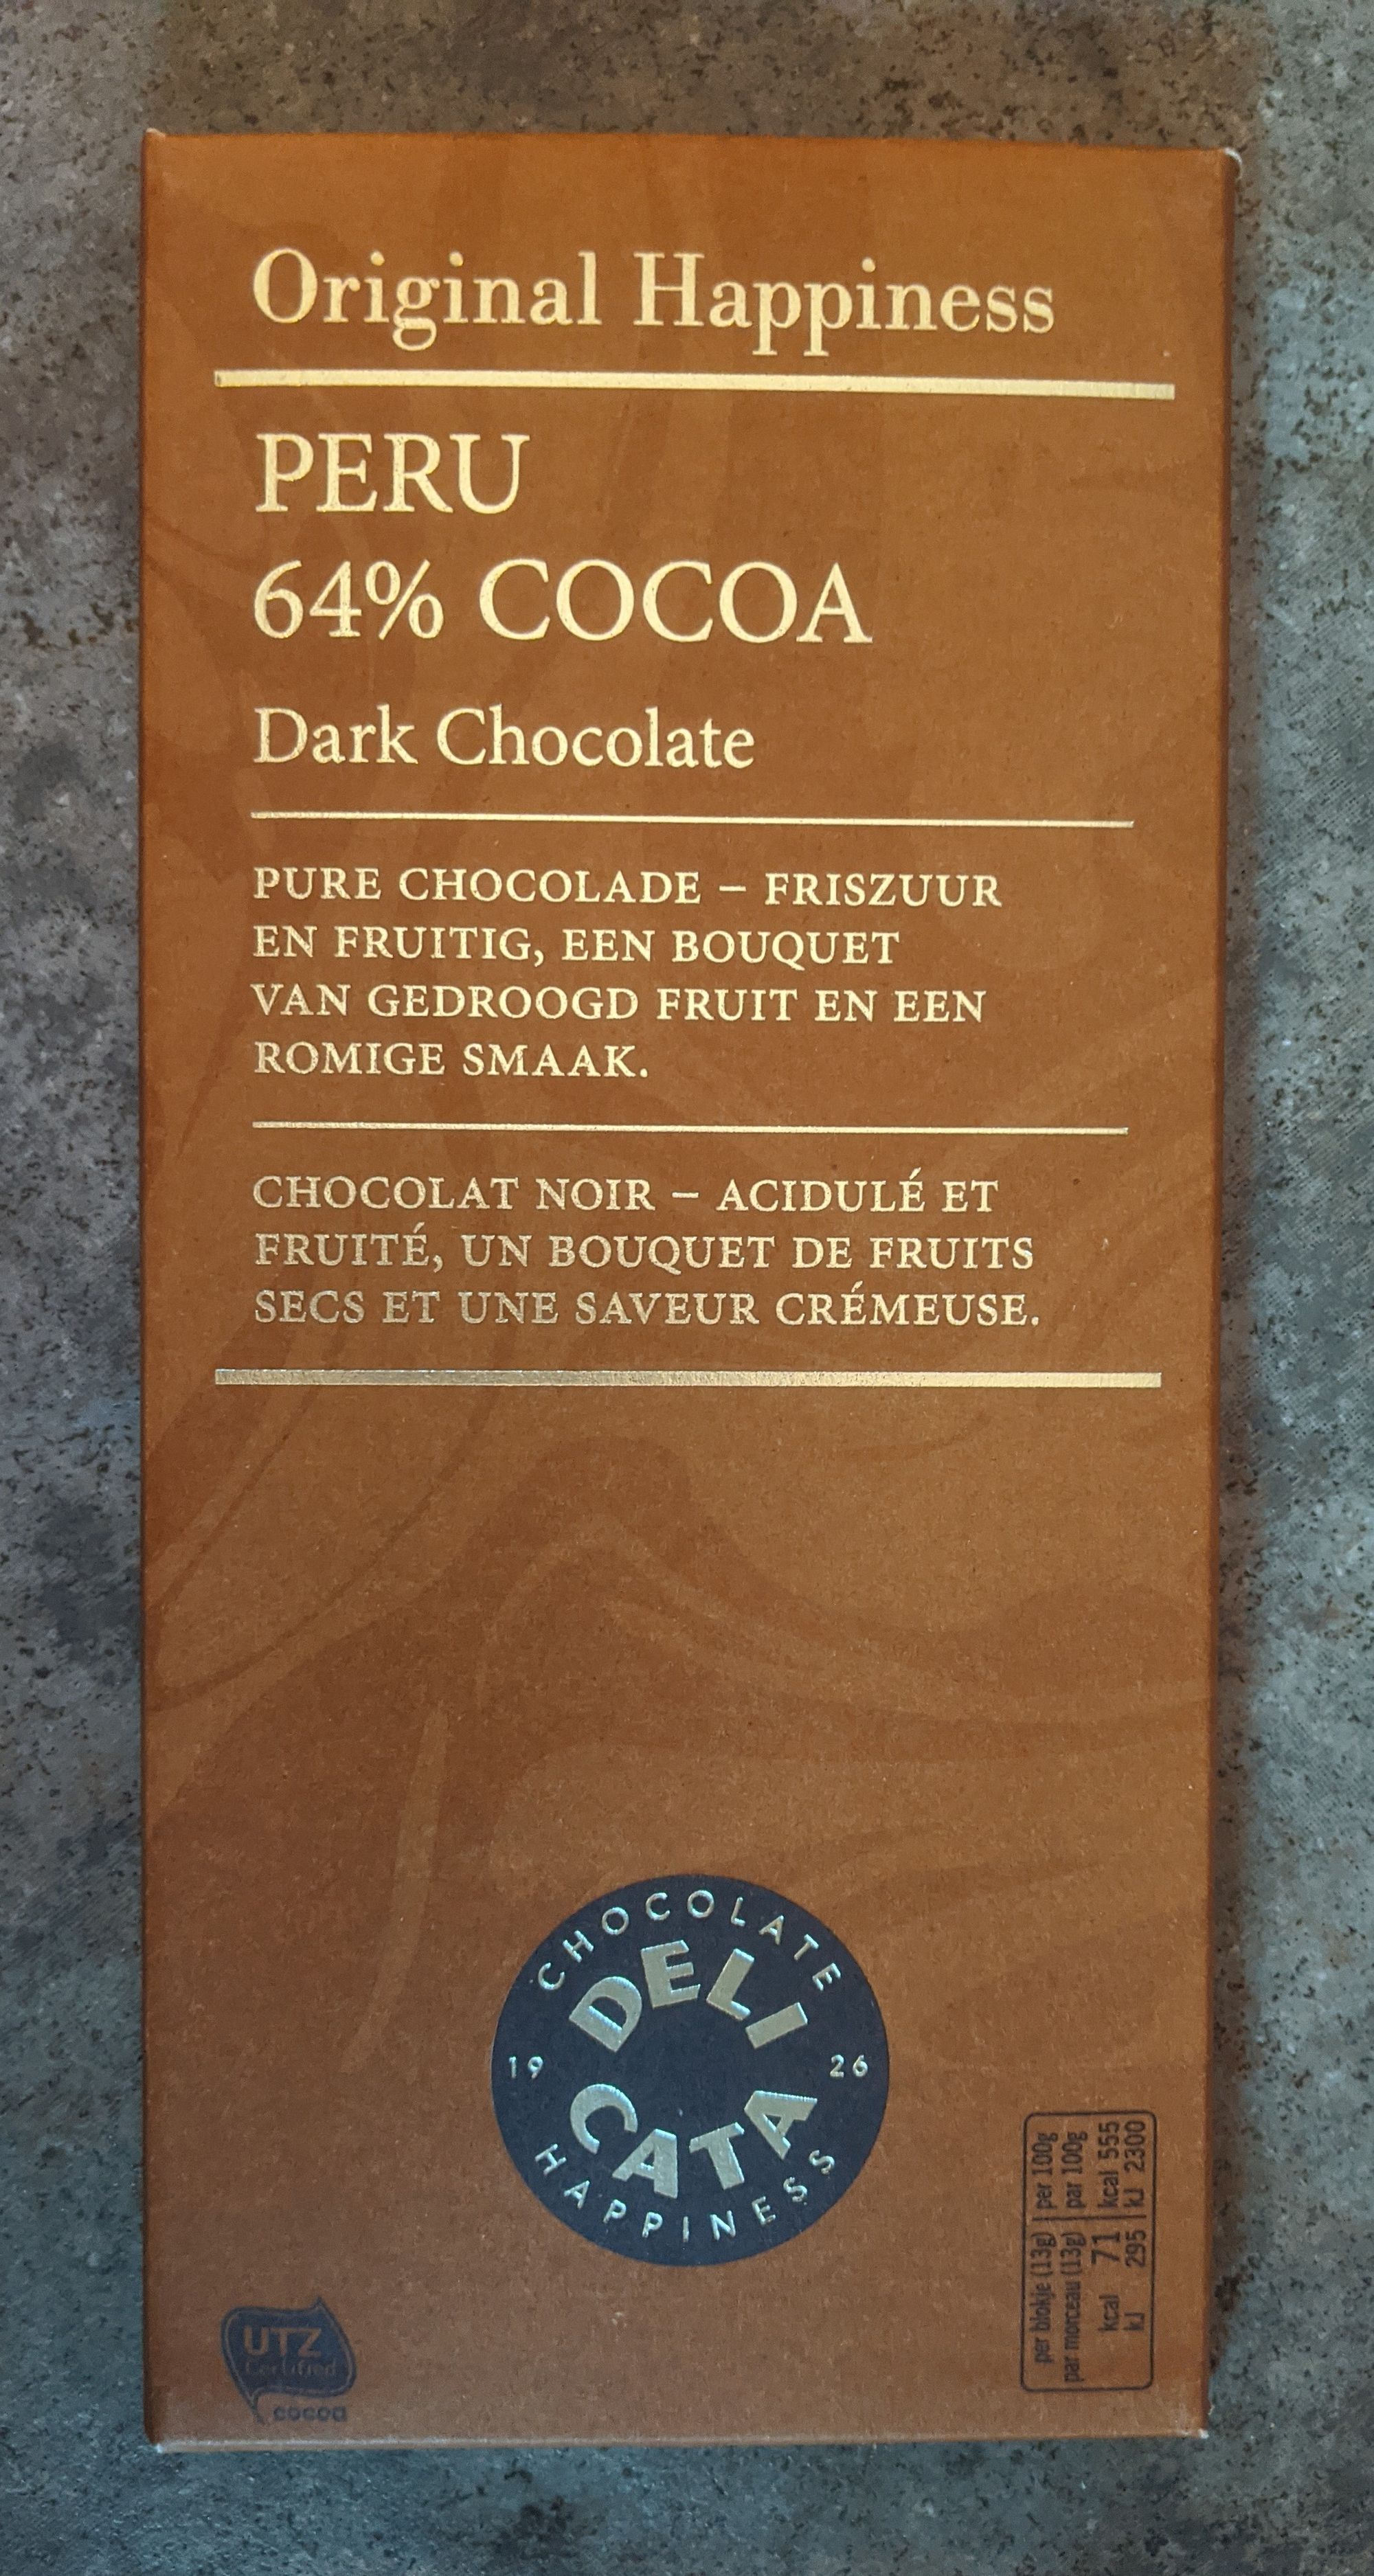 Original Happiness
PERU
64% COCOA
Dark Chocolate
PURE CHOCOLADE – FRISZUUR
EN FRUITIG, EEN BOUQUET
VAN GEDROOGD FRUIT EN EEN
ROMIGE SMAAK.
CHOCOLAT NOIR – ACIDULÉ ET
FRUITÉ, UN BOUQUET DE FRUITS
SECS ET UNE SAVEUR CRÉMEUSE.
CHOCOLATE
DELI
19 26
CATA
HAPPINESS
per blokje (13g) per 100g
par morceau (13g) par 100g
kcal 71 kcal 555
kJ 295 kJ 2300
UTZ
Certified
cocoa